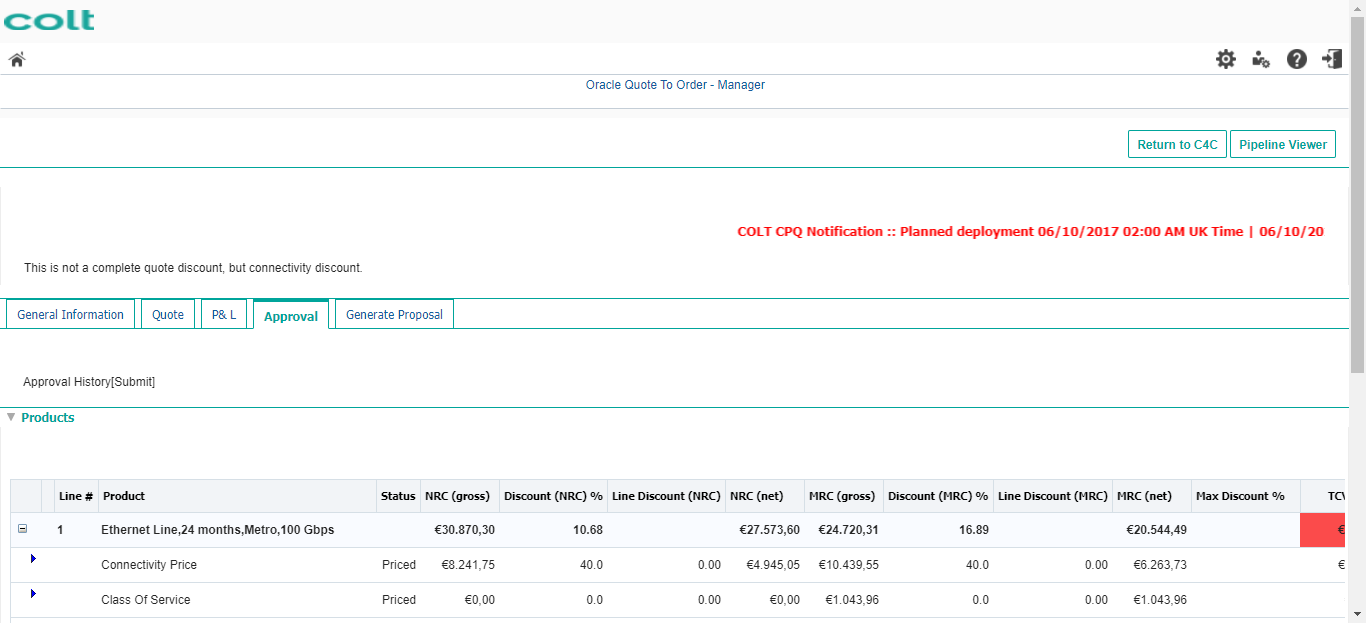 colt
Oracle Quote To Order - Manager
Return to C4C Pipeline Viewer
COLT CPQ Notification :: Planned deployment 06/10/2017 02:00 AM UK Time | 06/10/20
This is not a complete quote discount, but connectivity discount.
General Information Quote P& L Approval Generate Proposal
Approval History[Submit]
Products
Line # Product Status NRC (gross) Discount (NRC) % Line Discount (NRC) NRC (net) MRC (gross) Discount (MRC) % Line Discount (MRC) MRC (net) Max Discount % TCV
1 Ethernet Line,24 months,Metro,100 Gbps €30.870,30 10.68 €27.573,60 €24.720,31 16.89 €20.544,49 €
Connectivity Price Priced €8.241,75 40.0 0.00 €4.945,05 €10.439,55 40.0 0.00 €6.263,73 €
Class Of Service Priced €0,00 0.0 0.00 €0,00 €1.043,96 0.0 0.00 €1.043,96